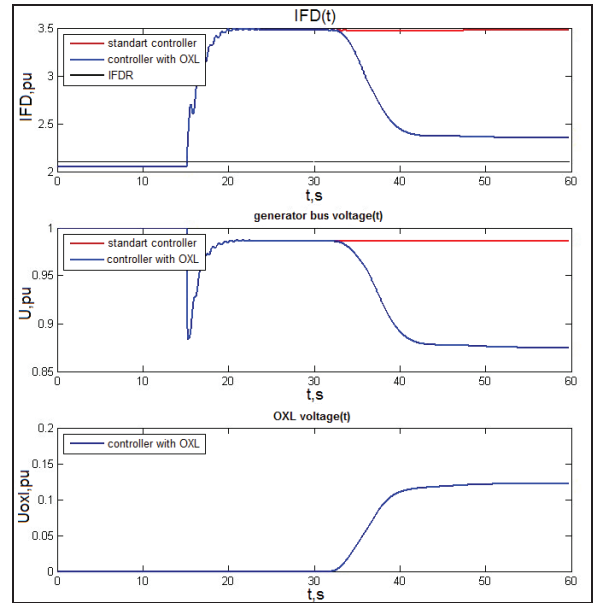 IFD(t)
3.5
3
2.5
2
IFD,pu
standart controller
controller with OXL
IFDR
0 10 20 30 40 50 60
t,s
generator bus voltage(t)
1
0.95
0.9
0.85
U,pu
standart controller
controller with OXL
0 10 20 30 40 50 60
t,s
OXL voltage(t)
0.2
0.15
0.1
0.05
0
Uoxl,pu
controller with OXL
0 10 20 30 40 50 60
t,s